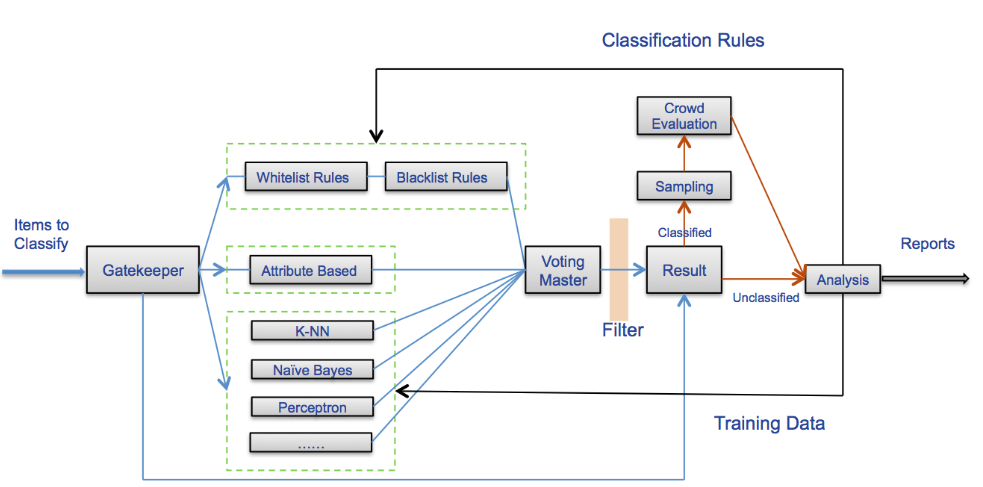 Classification Rules
Crowd
Evaluation
Whitelist Rules
Blacklist Rules
Sampling
Items to
Classify
Classified
Gatekeeper
Attribute Based
Voting
Master
Result
Reports
Analysis
Unclassified
Filter
K-NN
Naïve Bayes
Perceptron
......
Training Data